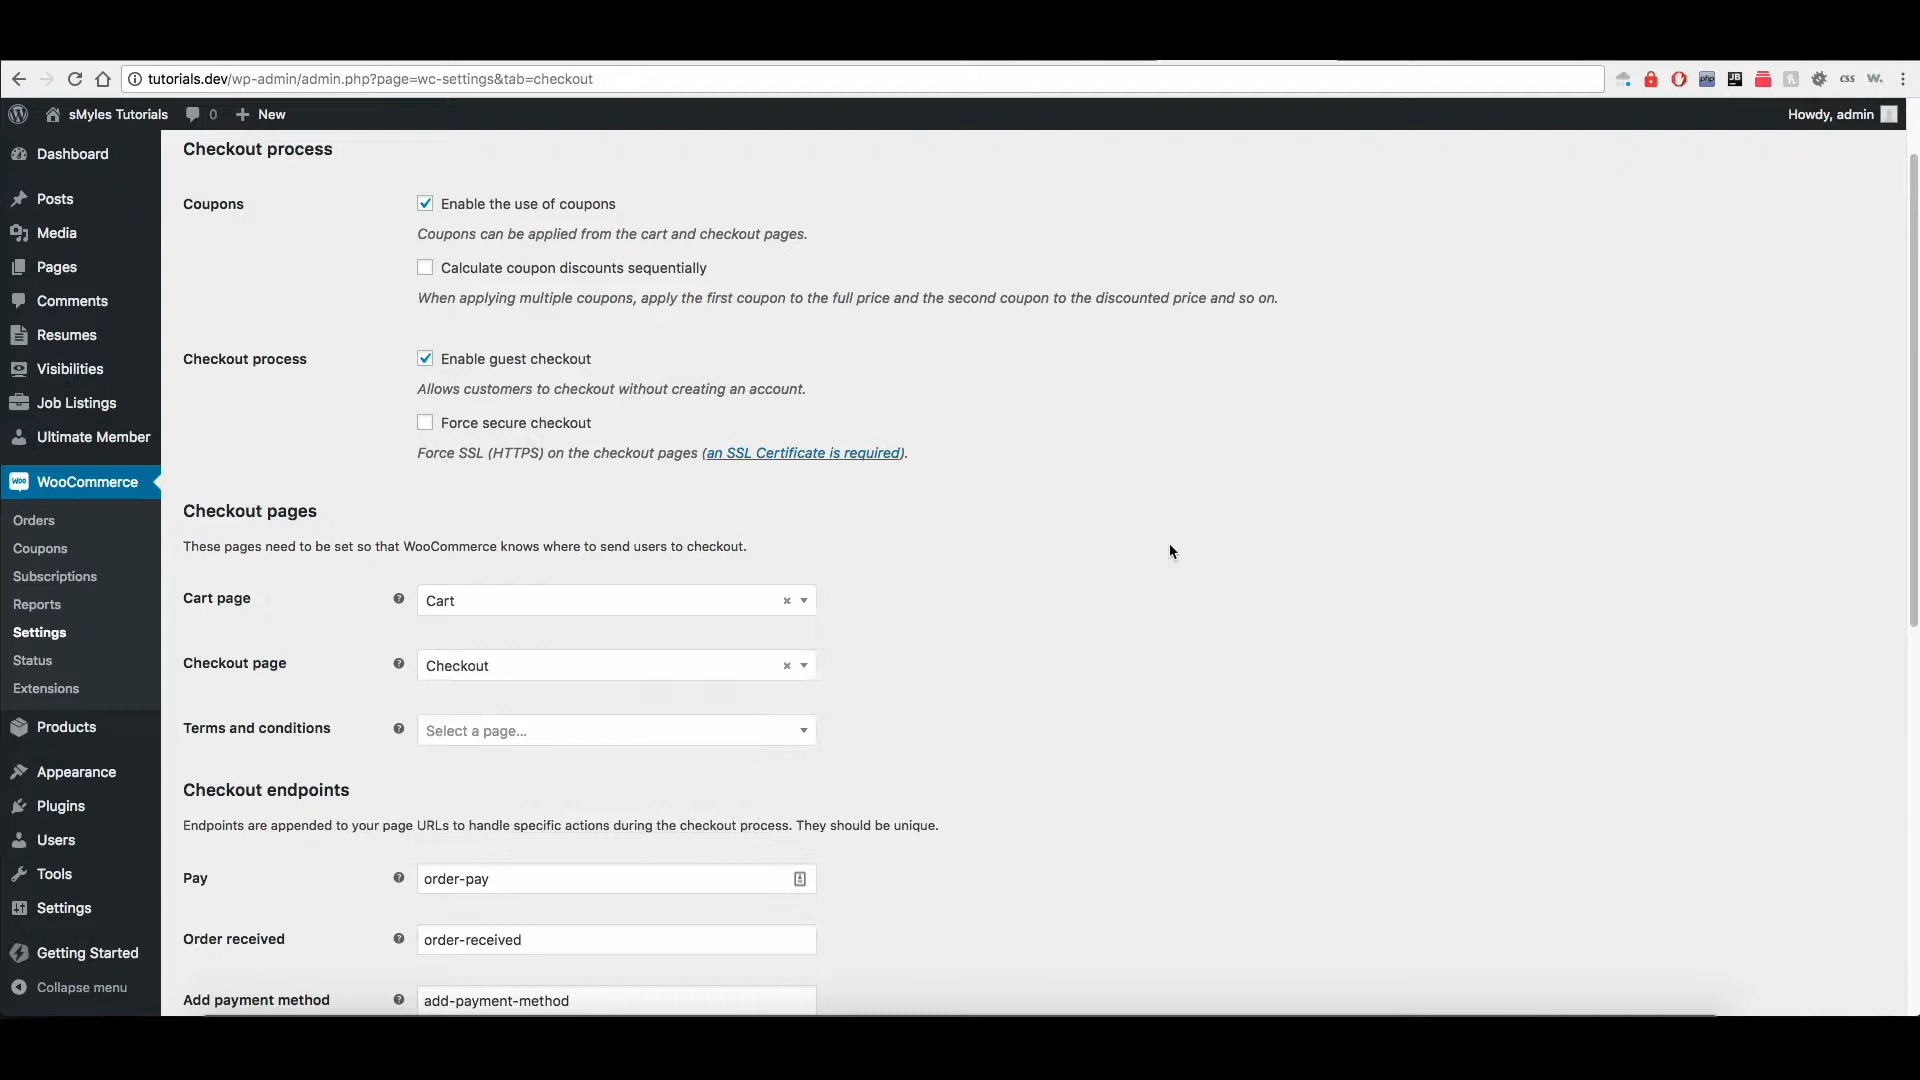 tutorials.dev/wp-admin/admin.php?page=wc-settings&tab=checkout
php
JB
css
w.
sMyles Tutorials
0
New
Howdy, admin
Dashboard
Posts
Media
Pages
Comments
Resumes
Visibilities
Job Listings
Ultimate Member
WooCommerce
Orders
Coupons
Subscriptions
Reports
Settings
Status
Extensions
Products
Appearance
Plugins
Users
Tools
Settings
Getting Started
Collapse menu
Checkout process
Coupons
Enable the use of coupons
Coupons can be applied from the cart and checkout pages.
Calculate coupon discounts sequentially
When applying multiple coupons, apply the first coupon to the full price and the second coupon to the discounted price and so on.
Checkout process
Enable guest checkout
Allows customers to checkout without creating an account.
Force secure checkout
Force SSL (HTTPS) on the checkout pages (an SSL Certificate is required).
Checkout pages
These pages need to be set so that WooCommerce knows where to send users to checkout.
Cart page
Cart
Checkout page
Checkout
Terms and conditions
Select a page...
Checkout endpoints
Endpoints are appended to your page URLs to handle specific actions during the checkout process. They should be unique.
Pay
order-pay
Order received
order-received
Add payment method
add-payment-method